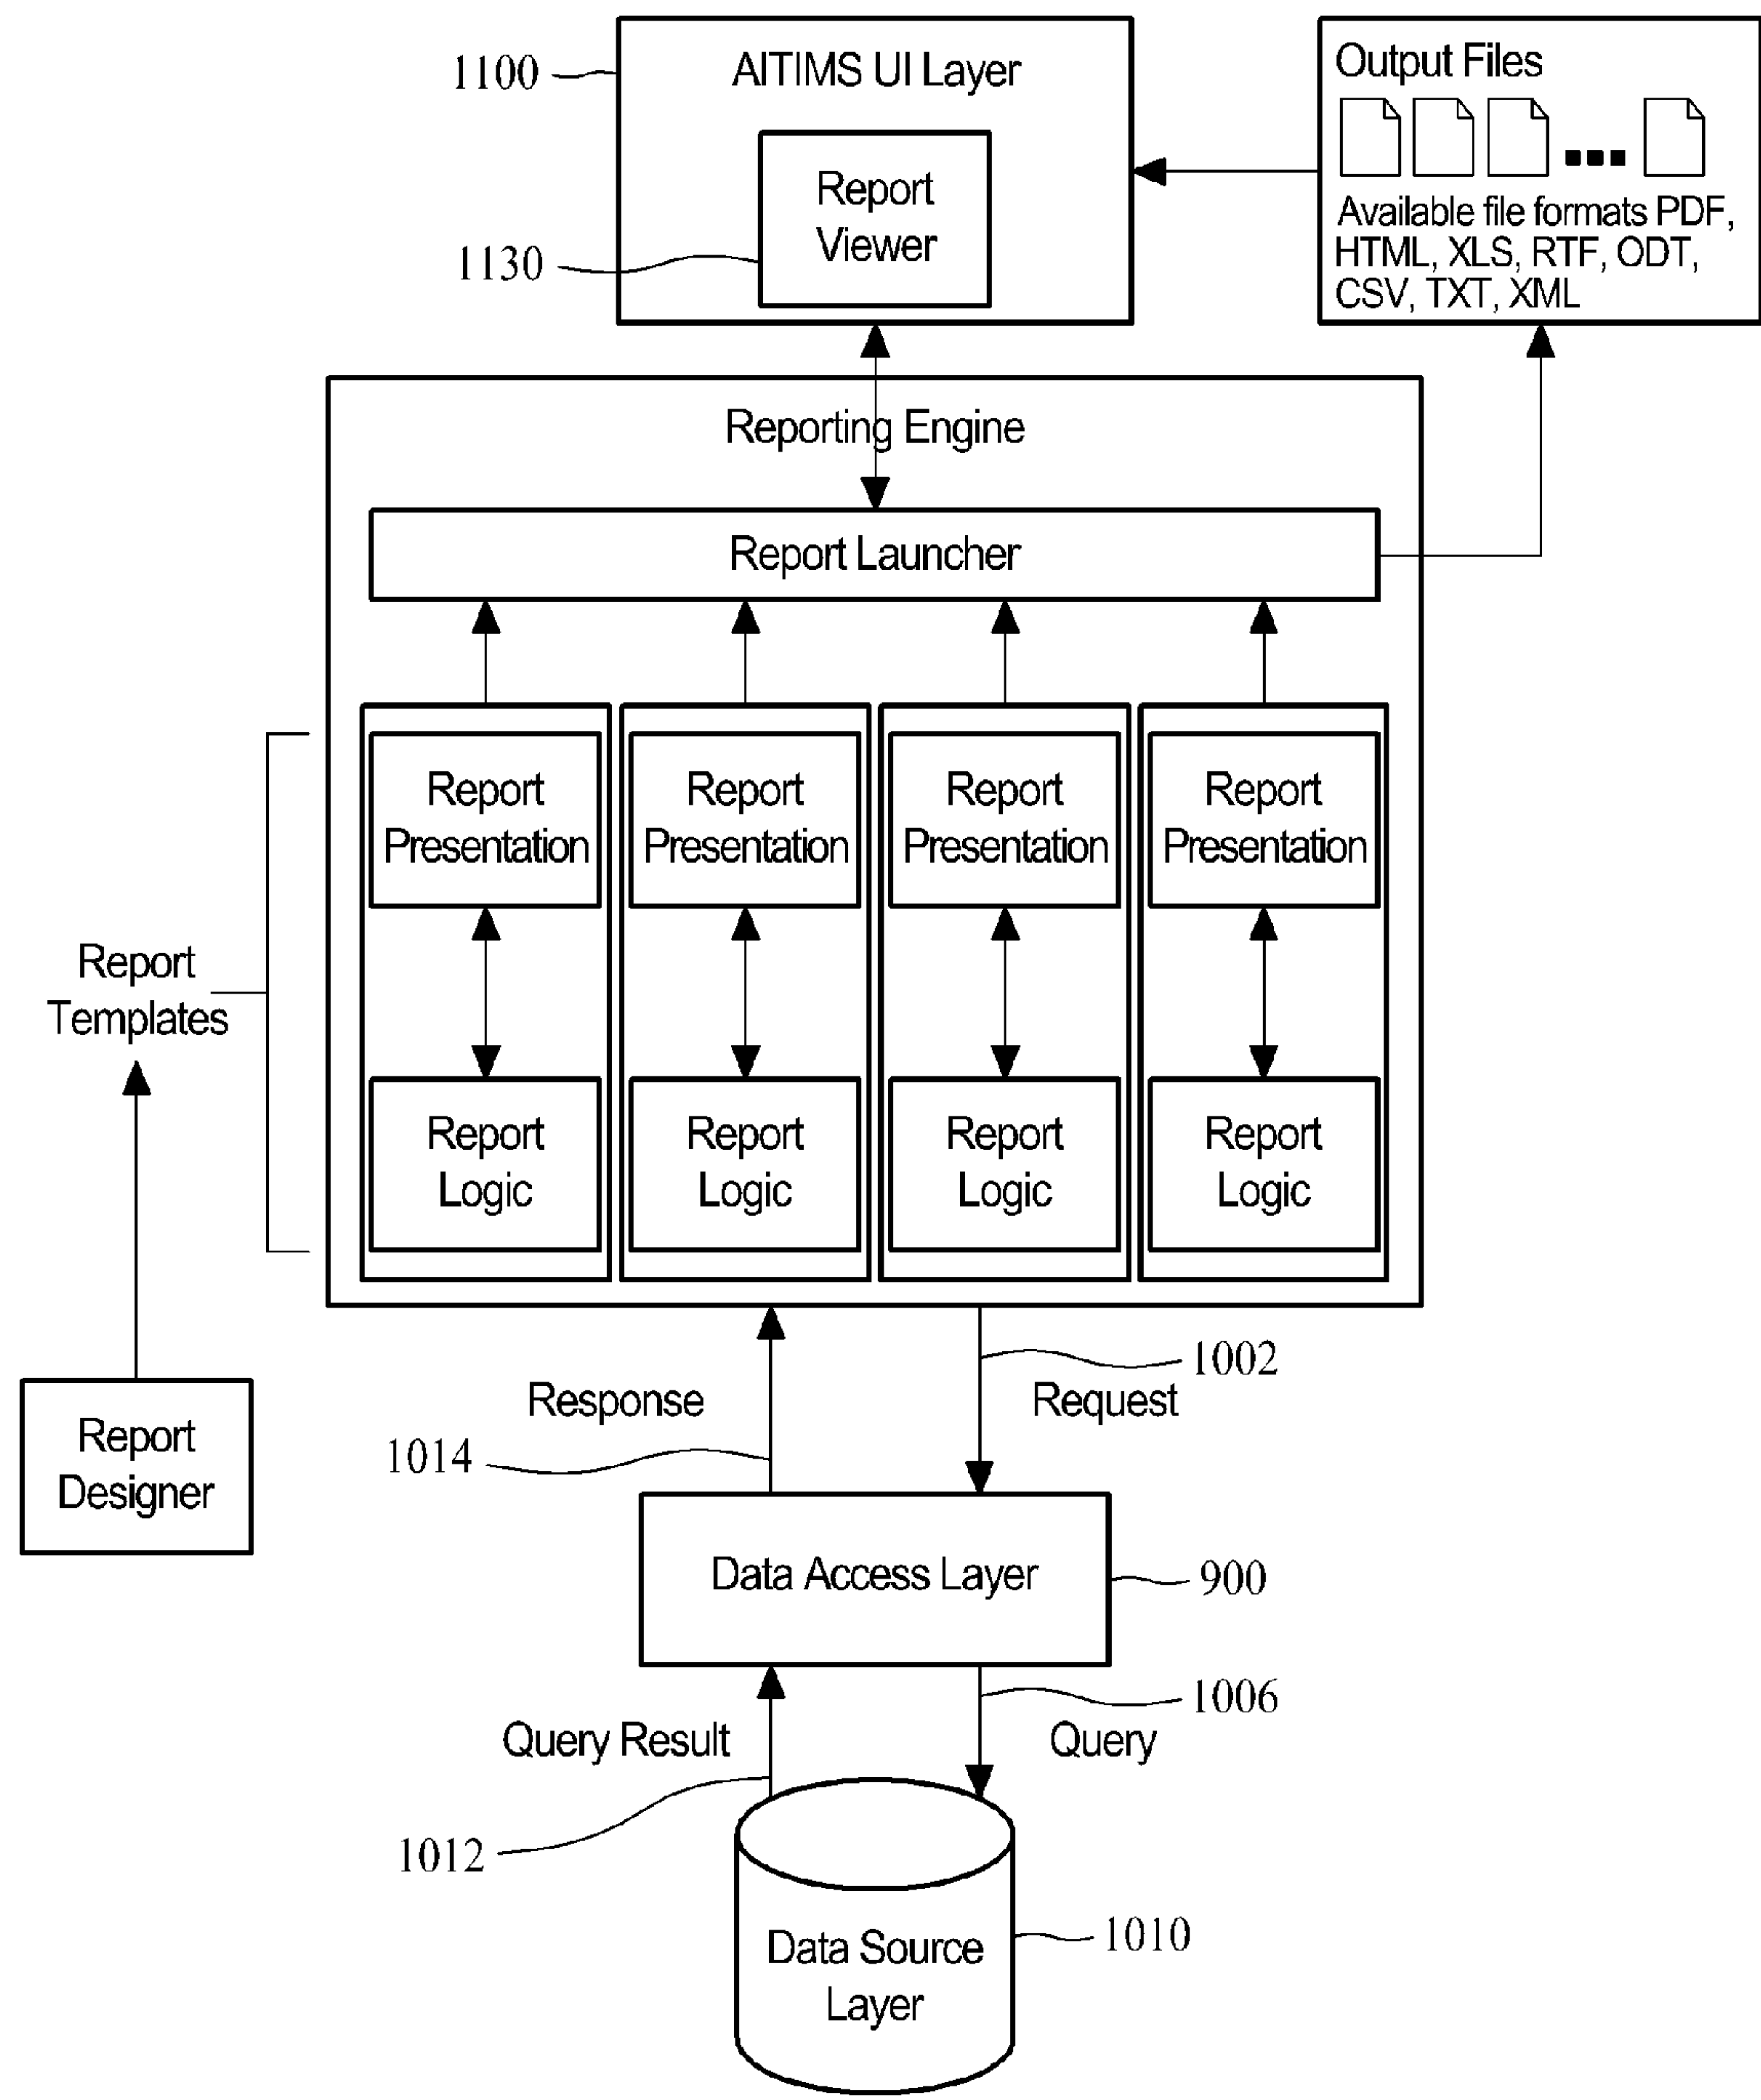 1100
AITIMS UI Layer
Report
Viewer
1130
Output Files
Available file formats PDF,
HTML, XLS, RTF, ODT,
CSV, TXT, XML
Reporting Engine
Report Launcher
Report
Presentation
Report
Presentation
Report
Presentation
Report
Presentation
Report
Templates
Report
Logic
Report
Logic
Report
Logic
Report
Logic
Report
Designer
Response
1014
1002
Request
Data Access Layer
900
Query Result
1012
1006
Query
Data Source
Layer
1010